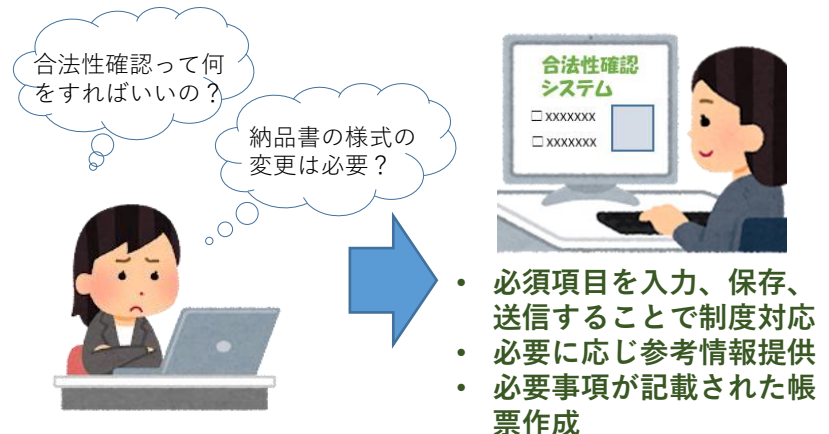 合法性確認って何
をすればいいの？
納品書の様式の
変更は必要？
合法性確認
システム
□ xxxxxxx
□ xxxxxxx
• 必須項目を入力、保存、
送信することで制度対応
• 必要に応じ参考情報提供
• 必要事項が記載された帳
票作成